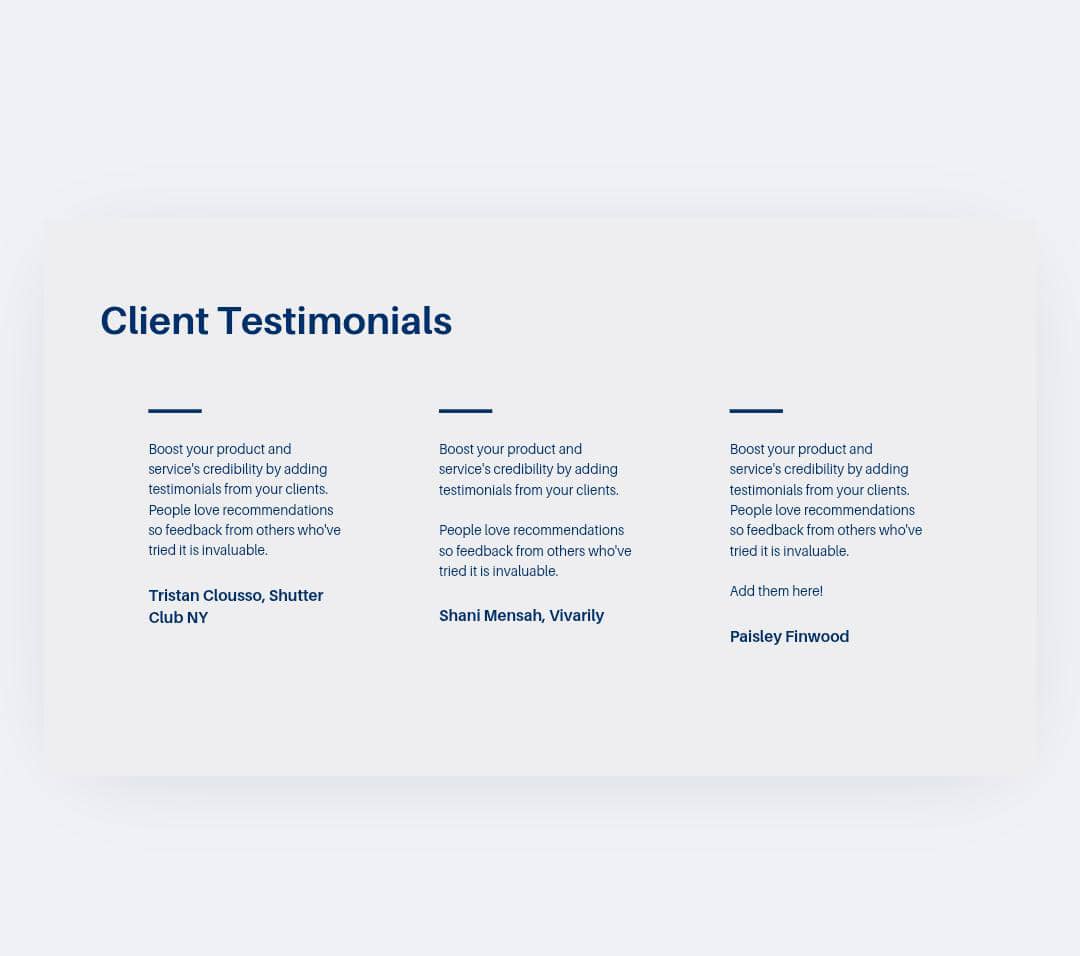 Client Testimonials
Boost your product and
service's credibility by adding
testimonials from your clients.
People love recommendations
so feedback from others who've
tried it is invaluable.
Tristan Clousso, Shutter
Club NY
Boost your product and
service's credibility by adding
testimonials from your clients.
People love recommendations
so feedback from others who've
tried it is invaluable.
Shani Mensah, Vivarily
Boost your product and
service's credibility by adding
testimonials from your clients.
People love recommendations
so feedback from others who've
tried it is invaluable.
Add them here!
Paisley Finwood